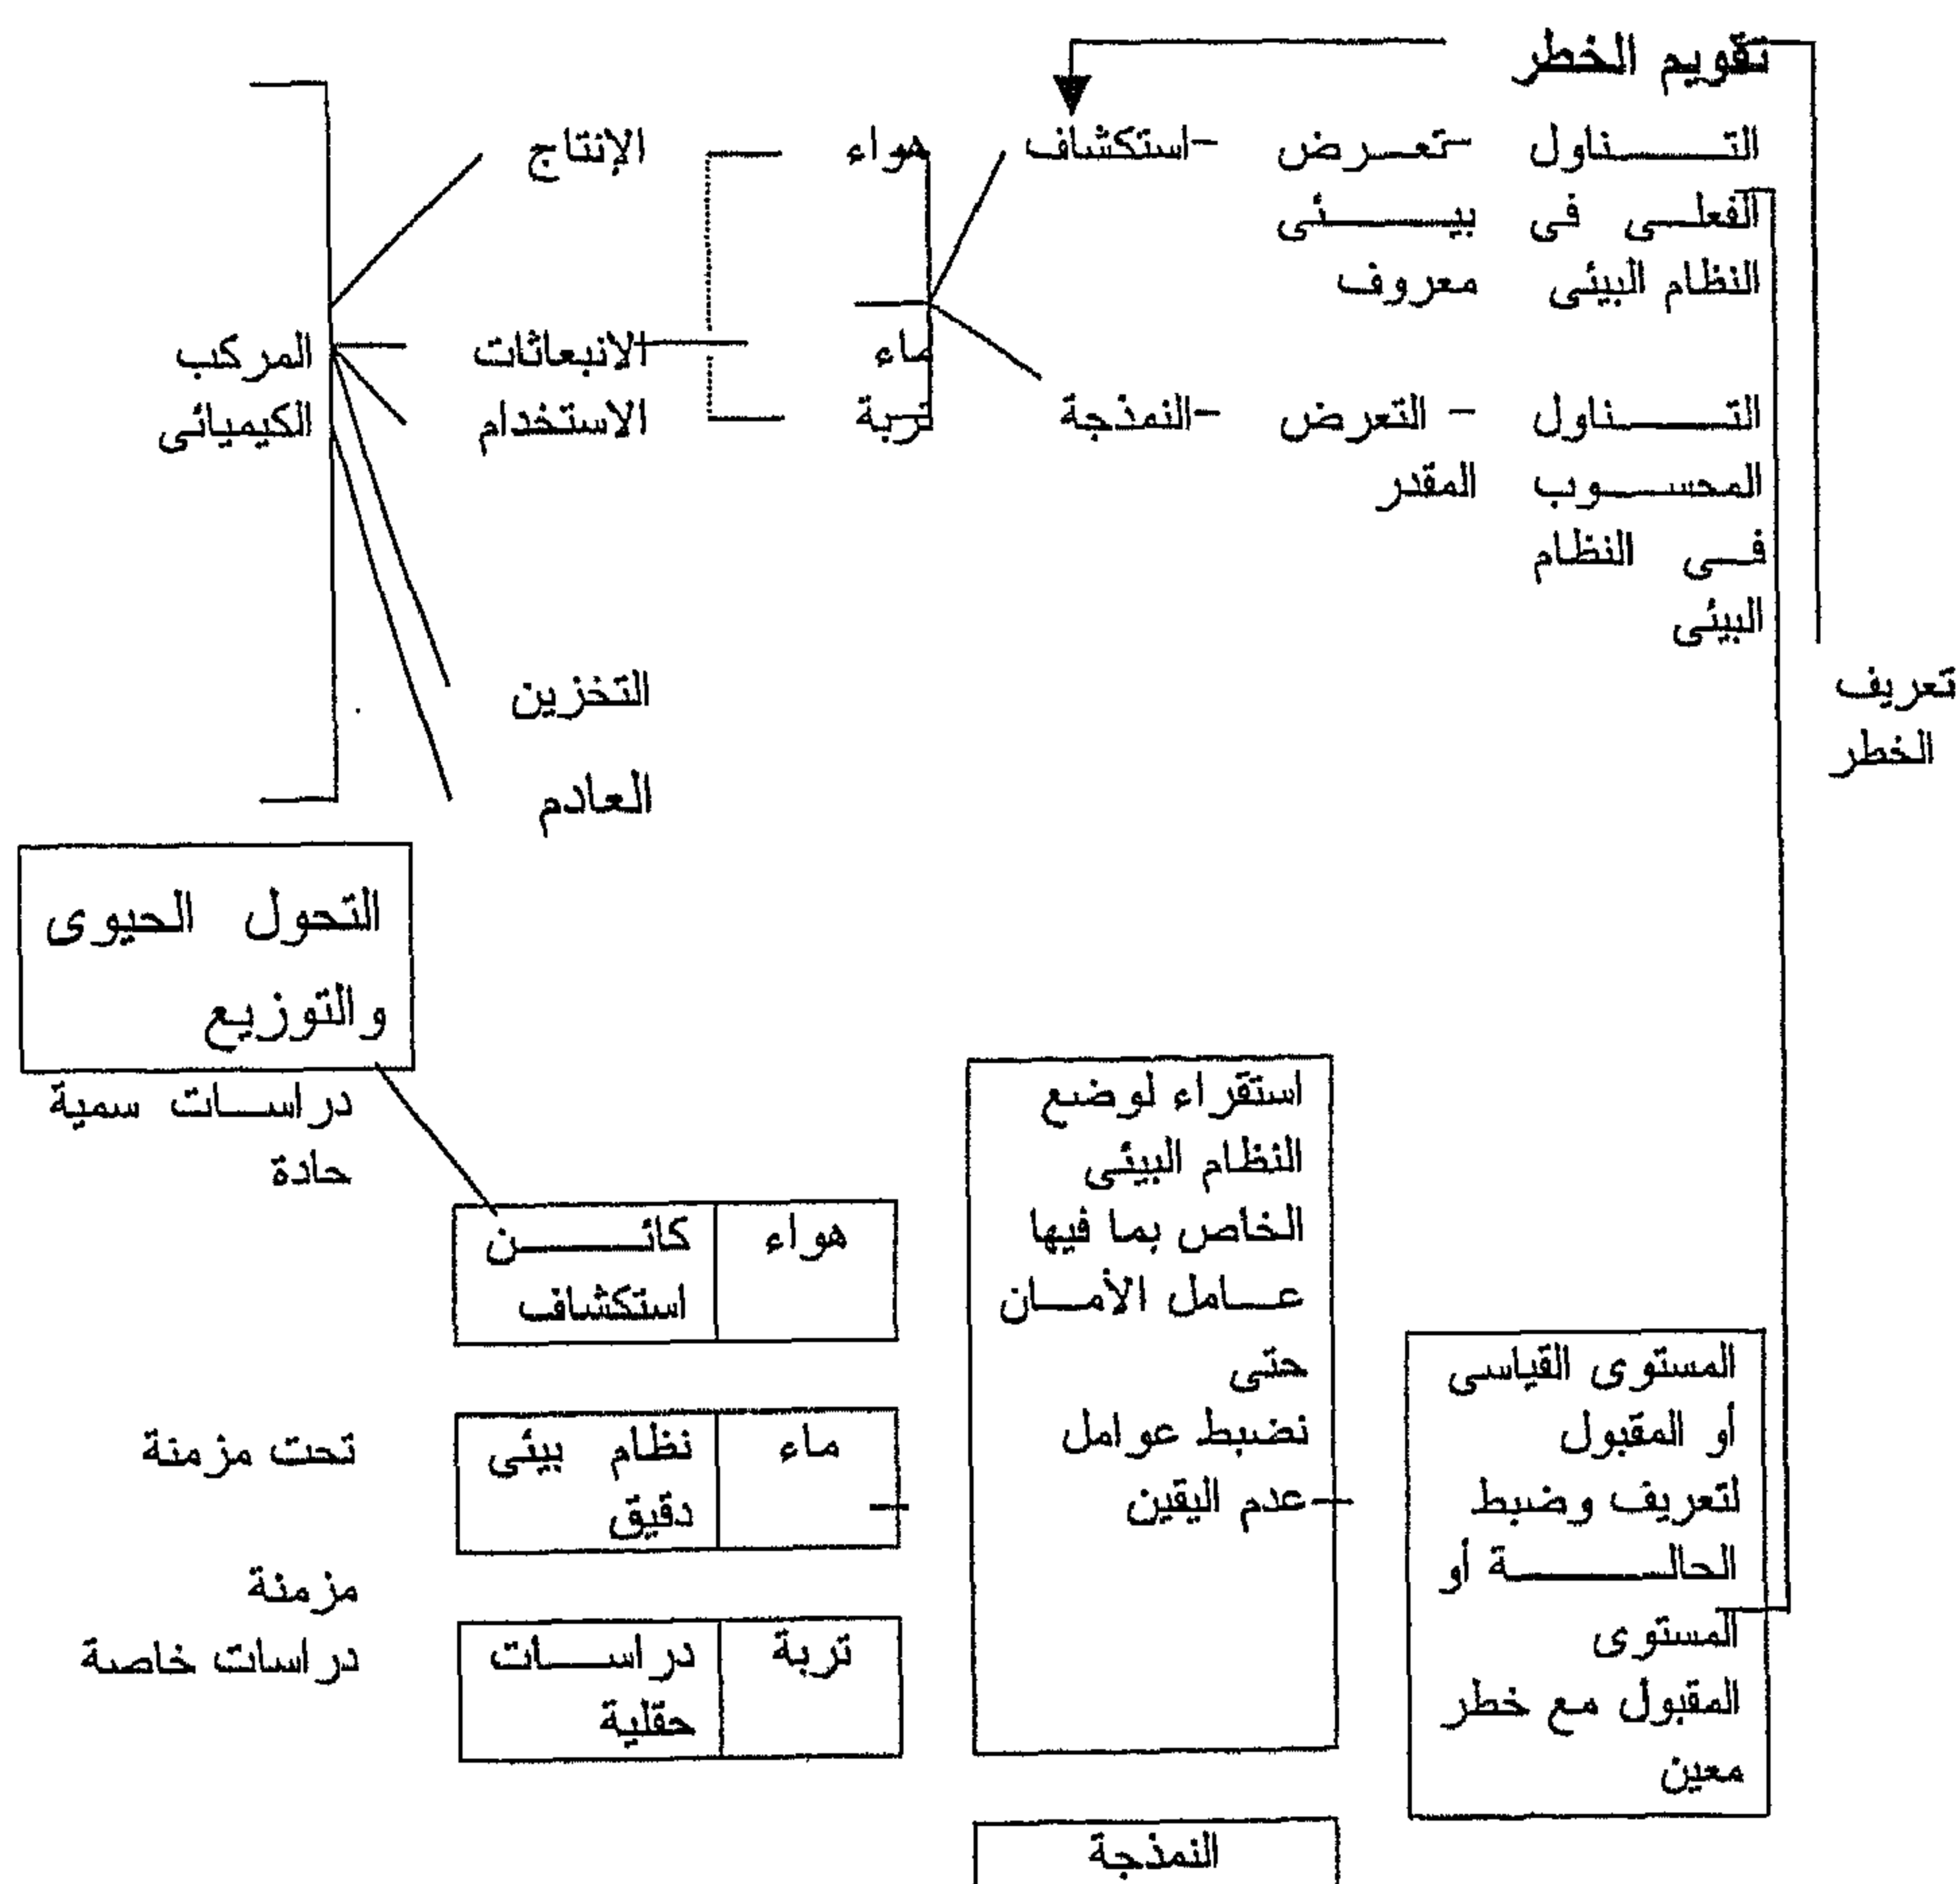 تقويم الخطر
التناول -تعرض -استكشاف هواء الإنتاج
الفعلى فى بيئى
النظام البيئى معروف
ماء الانبعاثات المركب
التناول - التعرض -النمذجة تربة الاستخدام الكيميائى
المحسوب المقدر
فى النظام
البيئى
تعريف
الخطر
التخزين
العادم
التحول الحيوى
والتوزيع
دراسات سمية
حادة
استقراء لوضع
النظام البيئى
الخاص بما فيها
عامل الأمان
حتى
نضبط عوامل
عدم اليقين
هواء كائن
استكشاف
ماء نظام بيئى
دقيق
تحت مزمنة
مزمنة
تربة دراسات
حقلية
دراسات خاصة
المستوى القياسى
أو المقبول
لتعريف وضبط
الحالة أو
المستوى
المقبول مع خطر
معين
النمذجة